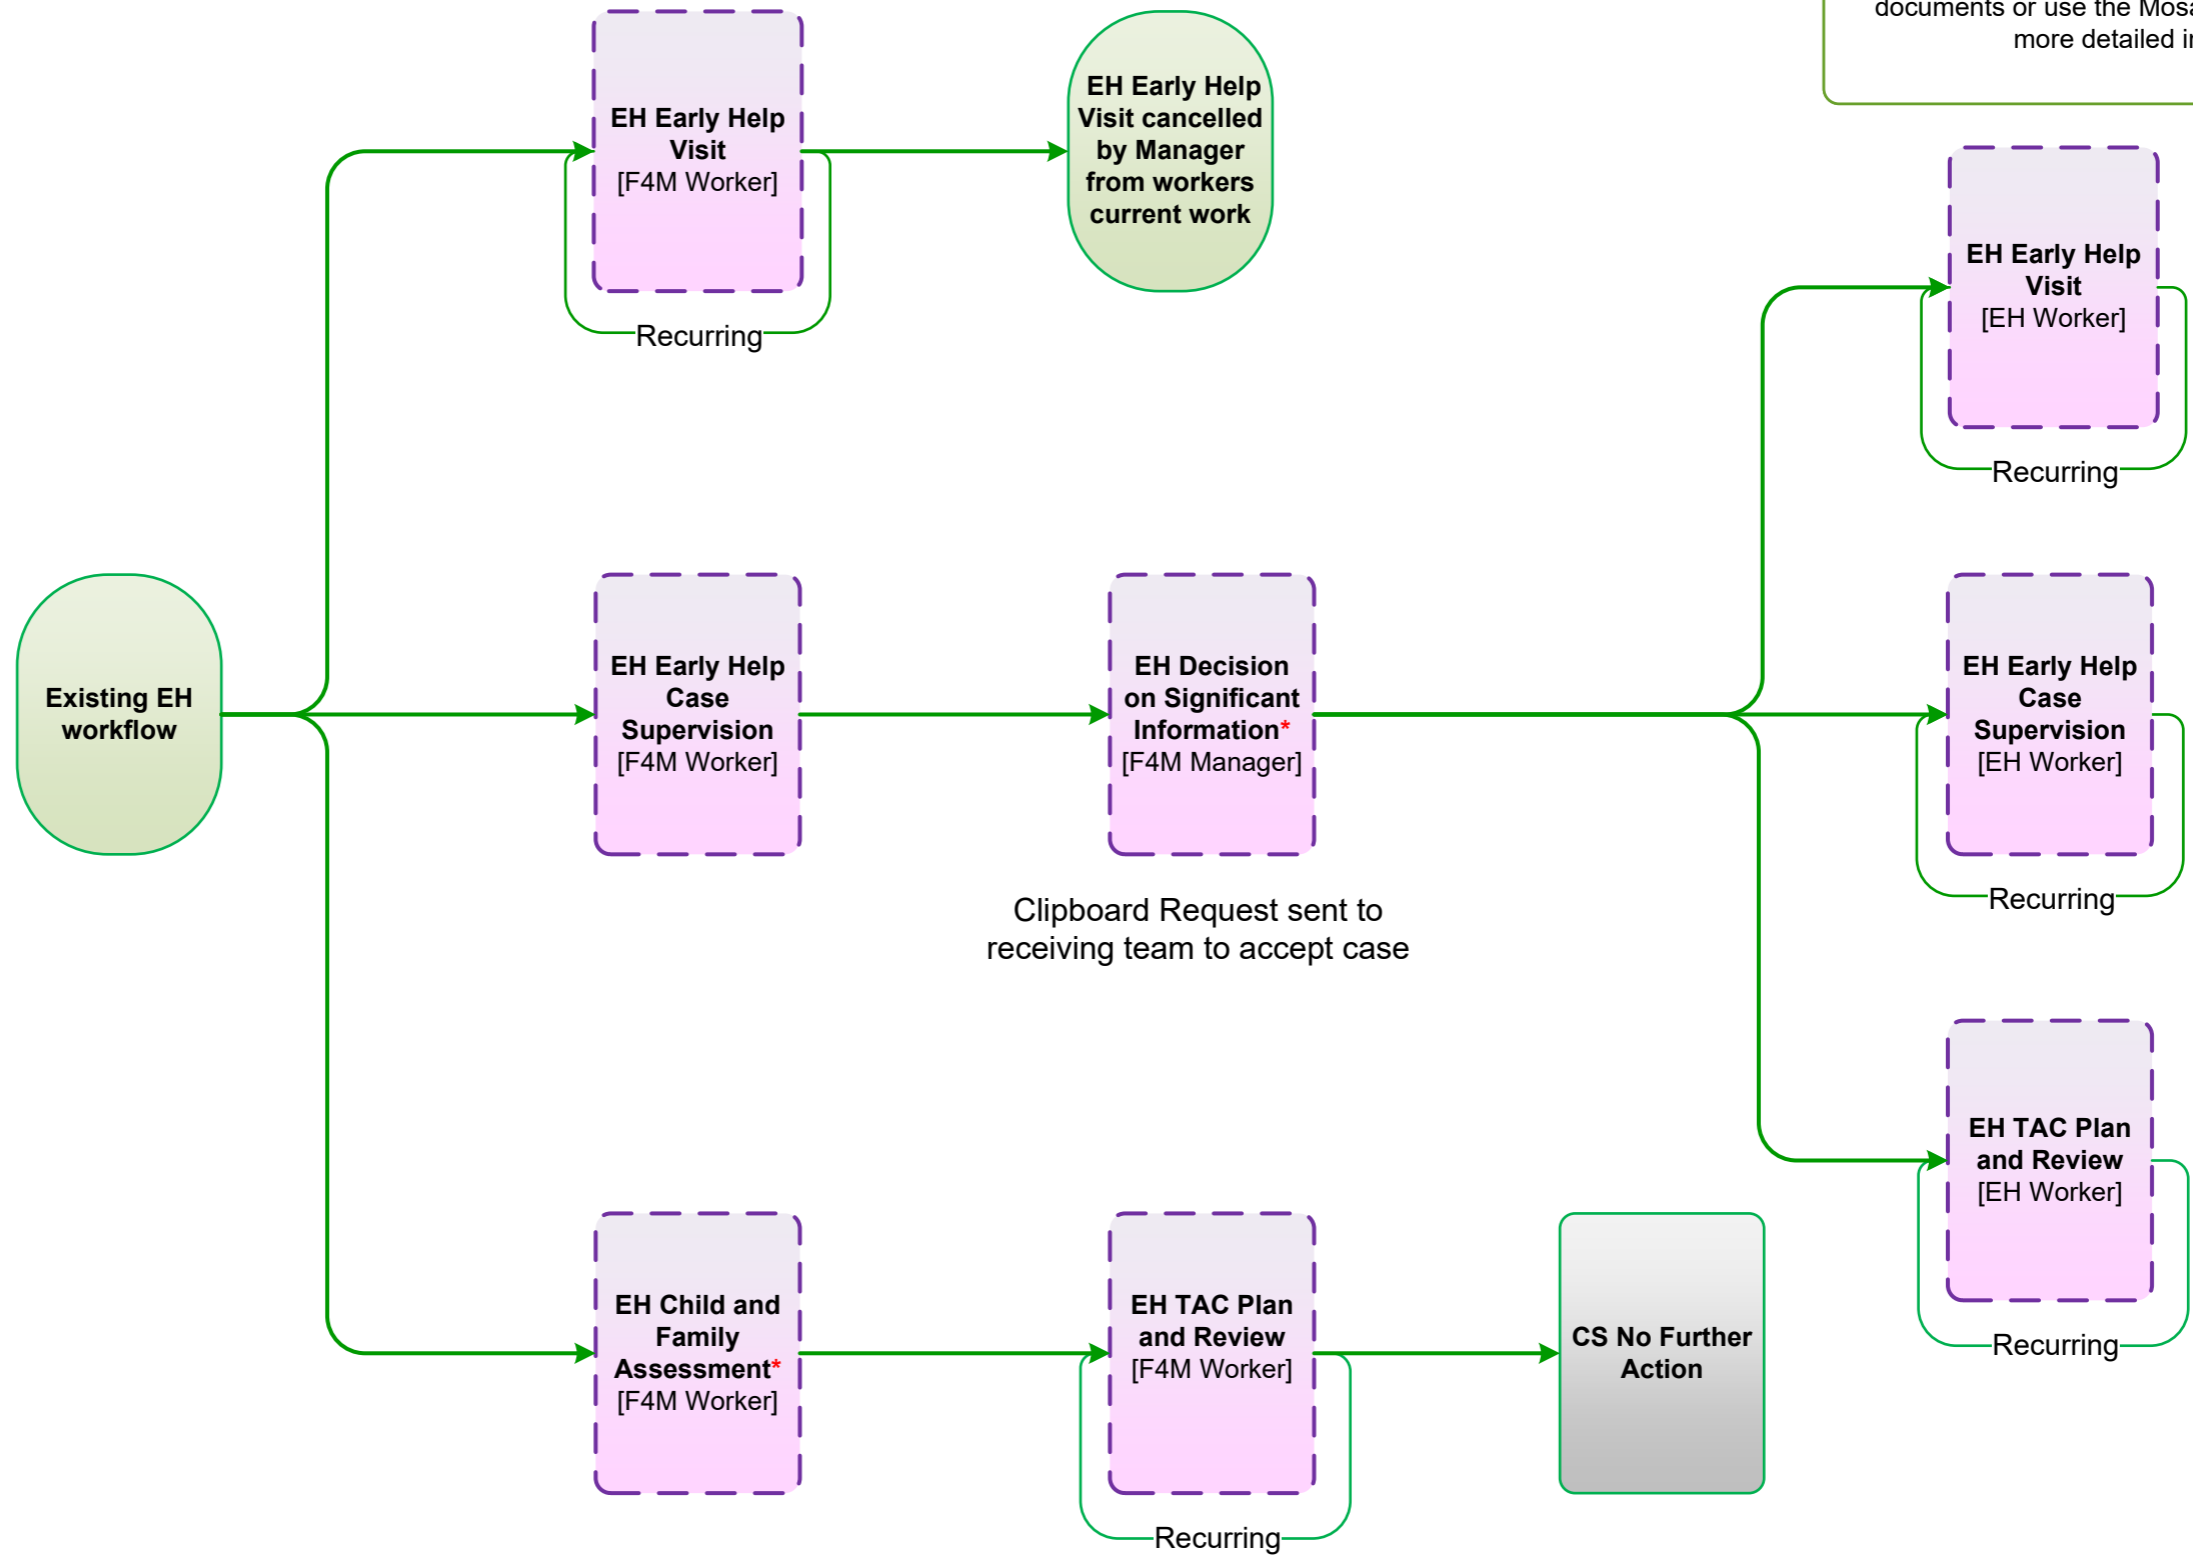 documents or use the Mosa
more detailed in
EH Early Help
Visit
[F4M Worker]
Recurring
EH Early Help
Visit cancelled
by Manager
from workers
current work
EH Early Help
Visit
[EH Worker]
Recurring
Existing EH
workflow
EH Early Help
Case
Supervision
[F4M Worker]
EH Decision
on Significant
Information*
[F4M Manager]
Clipboard Request sent to
receiving team to accept case
EH Early Help
Case
Supervision
[EH Worker]
Recurring
EH TAC Plan
and Review
[EH Worker]
Recurring
EH Child and
Family
Assessment*
[F4M Worker]
EH TAC Plan
and Review
[F4M Worker]
Recurring
CS No Further
Action